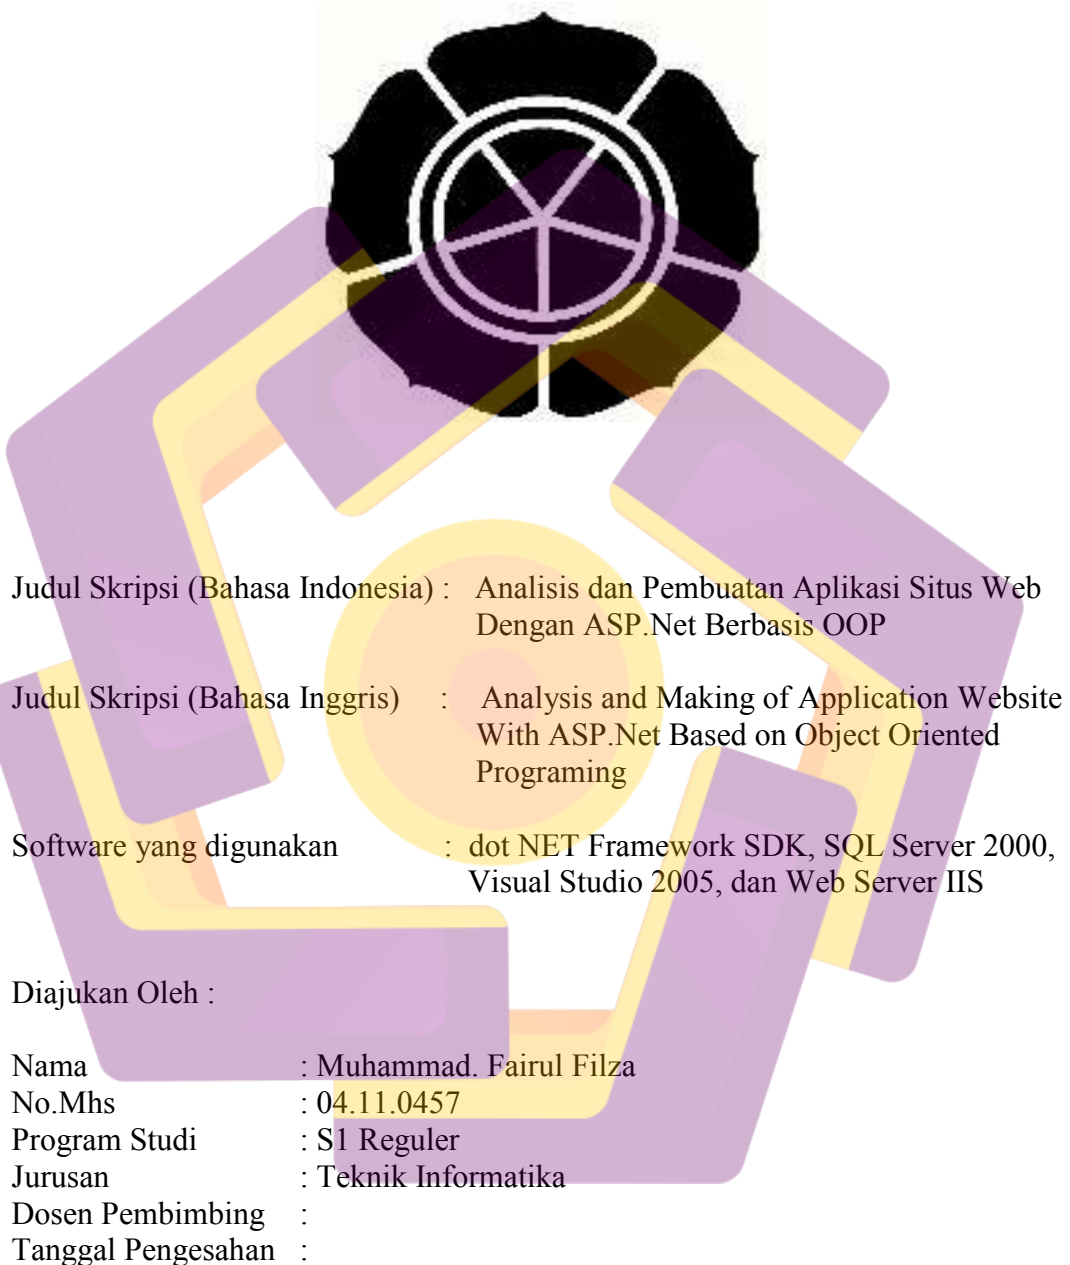 Judul Skripsi (Bahasa Indonesia) : Analisis dan Pembuatan Aplikasi Situs Web
Dengan ASP.Net Berbasis OOP
Judul Skripsi (Bahasa Inggris) : Analysis and Making of Application Website
With ASP.Net Based on Object Oriented
Programing
Software yang digunakan : dot NET Framework SDK, SQL Server 2000,
Visual Studio 2005, dan Web Server IIS
Diajukan Oleh :
Nama : Muhammad. Fairul Filza
No.Mhs : 04.11.0457
Program Studi : S1 Reguler
Jurusan : Teknik Informatika
Dosen Pembimbing :
Tanggal Pengesahan :